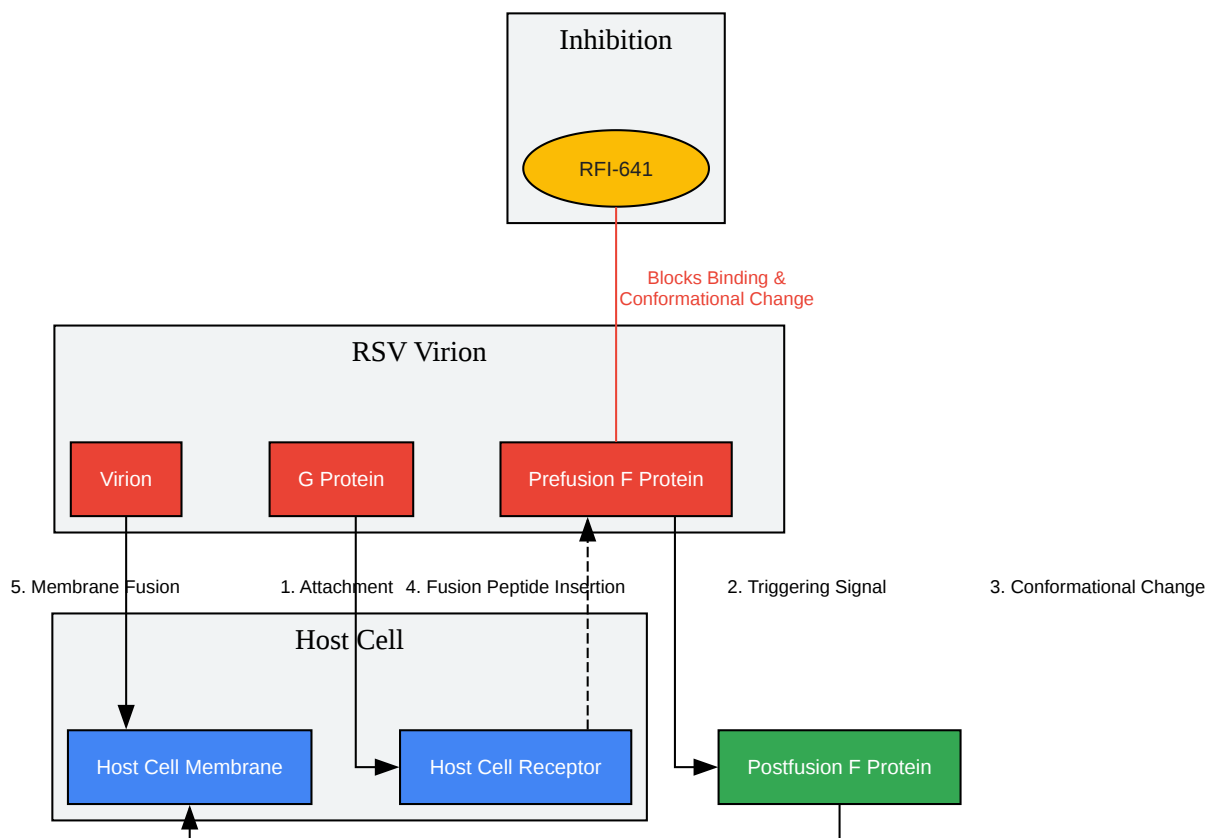 Inhibition
RFI-641
Blocks Binding &
Conformational Change
RSV Virion
Virion
G Protein
Prefusion F Protein
5. Membrane Fusion
1. Attachment
4. Fusion Peptide Insertion
2. Triggering Signal
3. Conformational Change
Host Cell
Host Cell Membrane
Host Cell Receptor
Postfusion F Protein